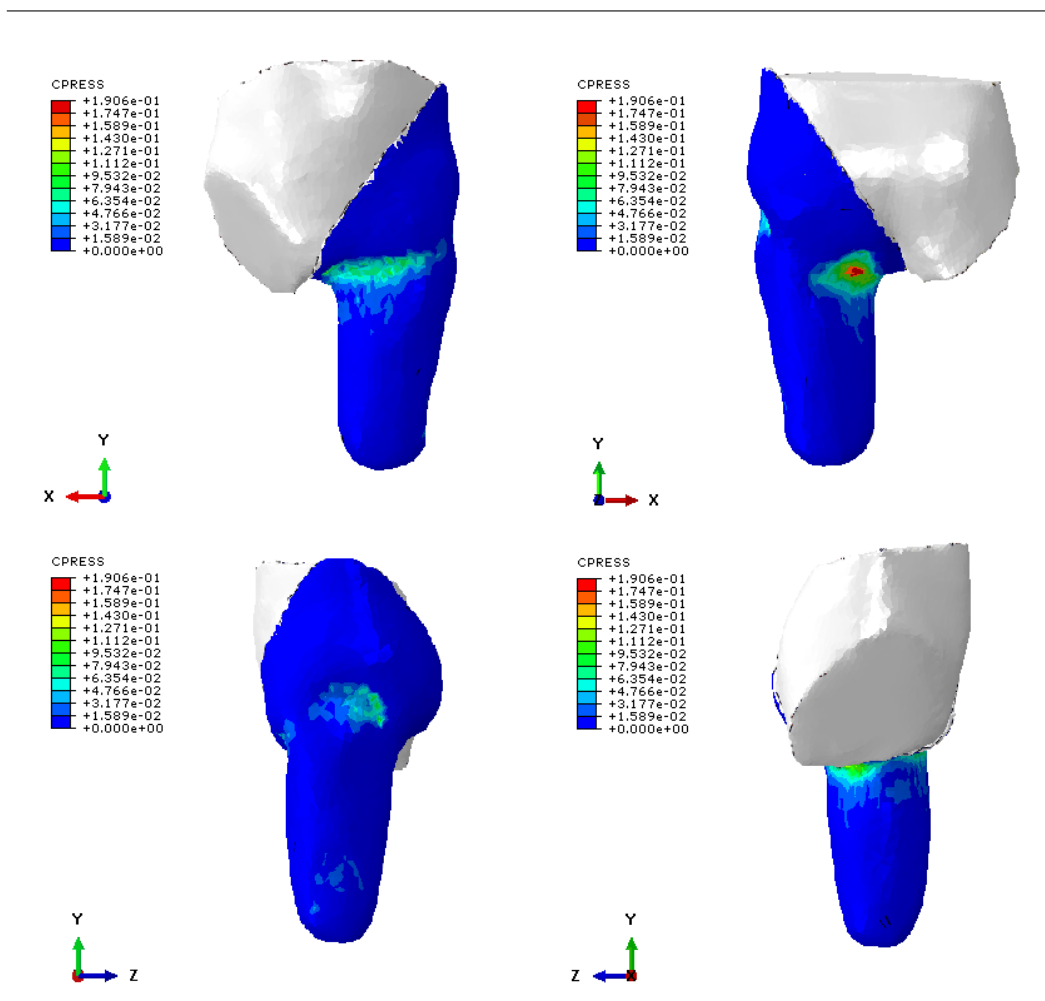 CPRESS
+1.906e-01
+1.747e-01
+1.589e-01
+1.430e-01
+1.271e-01
+1.112e-01
+9.532e-02
+7.943e-02
+6.354e-02
+4.766e-02
+3.177e-02
+1.589e-02
+0.000e+00
Y
X
CPRESS
+1.906e-01
+1.747e-01
+1.589e-01
+1.430e-01
+1.271e-01
+1.112e-01
+9.532e-02
+7.943e-02
+6.354e-02
+4.766e-02
+3.177e-02
+1.589e-02
+0.000e+00
Y
Z
X
CPRESS
+1.906e-01
+1.747e-01
+1.589e-01
+1.430e-01
+1.271e-01
+1.112e-01
+9.532e-02
+7.943e-02
+6.354e-02
+4.766e-02
+3.177e-02
+1.589e-02
+0.000e+00
Y
Z
CPRESS
+1.906e-01
+1.747e-01
+1.589e-01
+1.430e-01
+1.271e-01
+1.112e-01
+9.532e-02
+7.943e-02
+6.354e-02
+4.766e-02
+3.177e-02
+1.589e-02
+0.000e+00
Y
Z
X